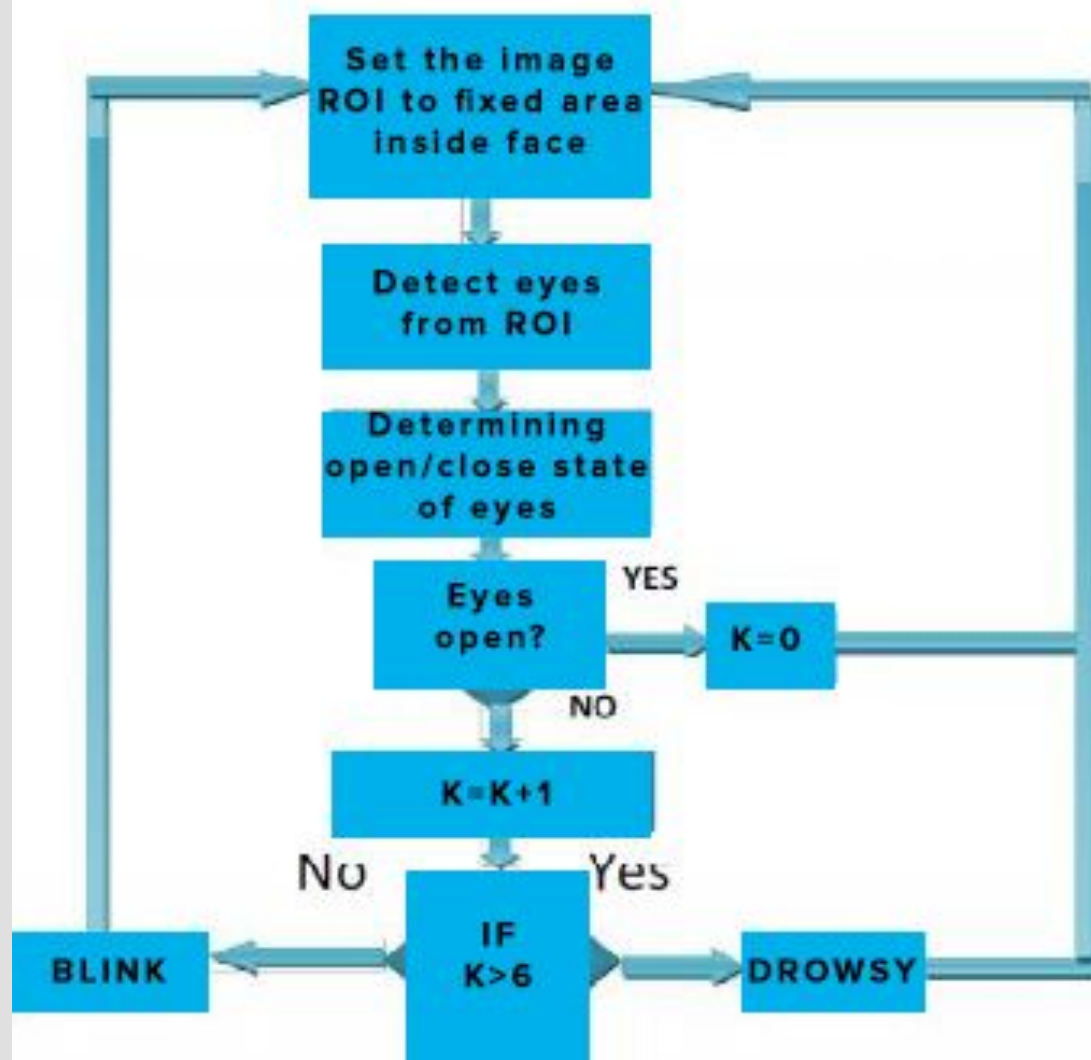 Set the image
ROI to fixed area
inside face
Detect eyes
from ROI
Determining
open/close state
of eyes
Eyes
open?
YES
K=0
NO
K=K+1
No
Yes
IF
K>6
BLINK
DROWSY